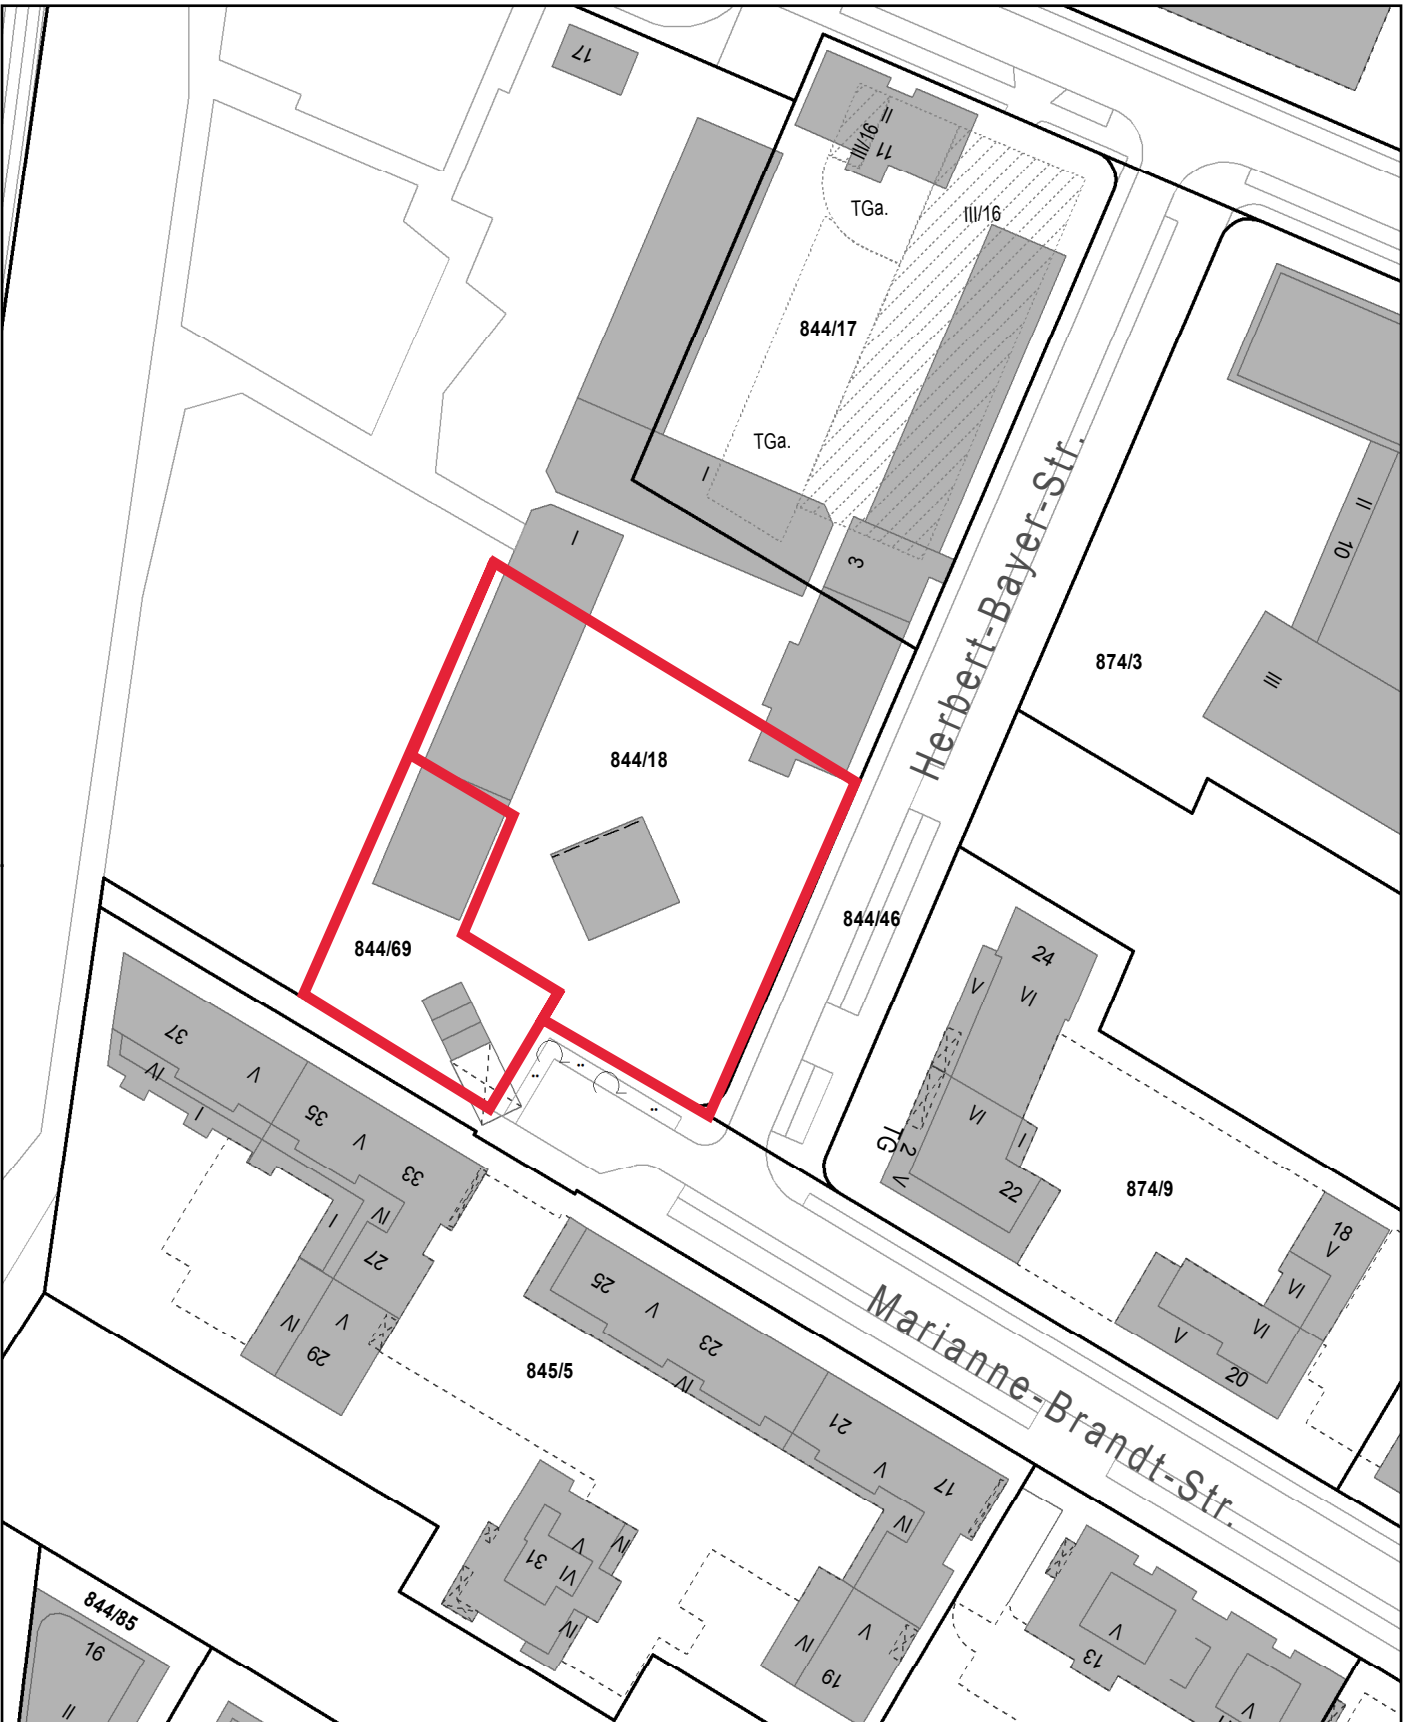 17
II
III/16
11
TGa.
III/16
844/17
TGa.
I
I
3
Herbert-Bayer-Str.
II
10
III
874/3
844/18
844/46
844/69
24
V
VI
VI
I
2
TG
V
22
874/9
18
V
VI
VI
V
20
37
IV
V
I
35
V
33
IV
I
27
IV
V
29
25
V
23
IV
845/5
21
V
17
IV
Marianne-Brandt-Str.
V
IV
31
VI
IV
IV
V
19
844/85
16
II
V
13
V